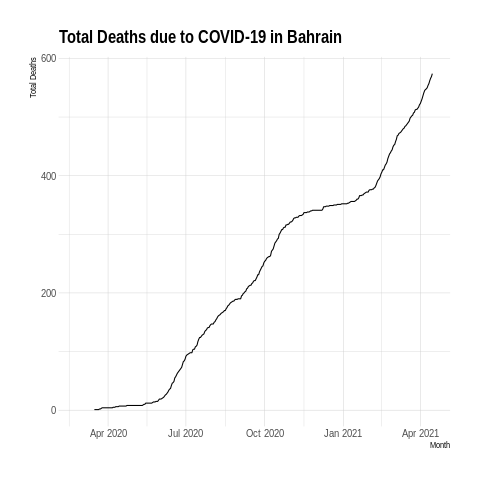 Total Deaths due to COVID-19 in Bahrain
Total Deaths
600
400
200
0
Apr 2020 Jul 2020 Oct 2020 Jan 2021 Apr 2021
Month